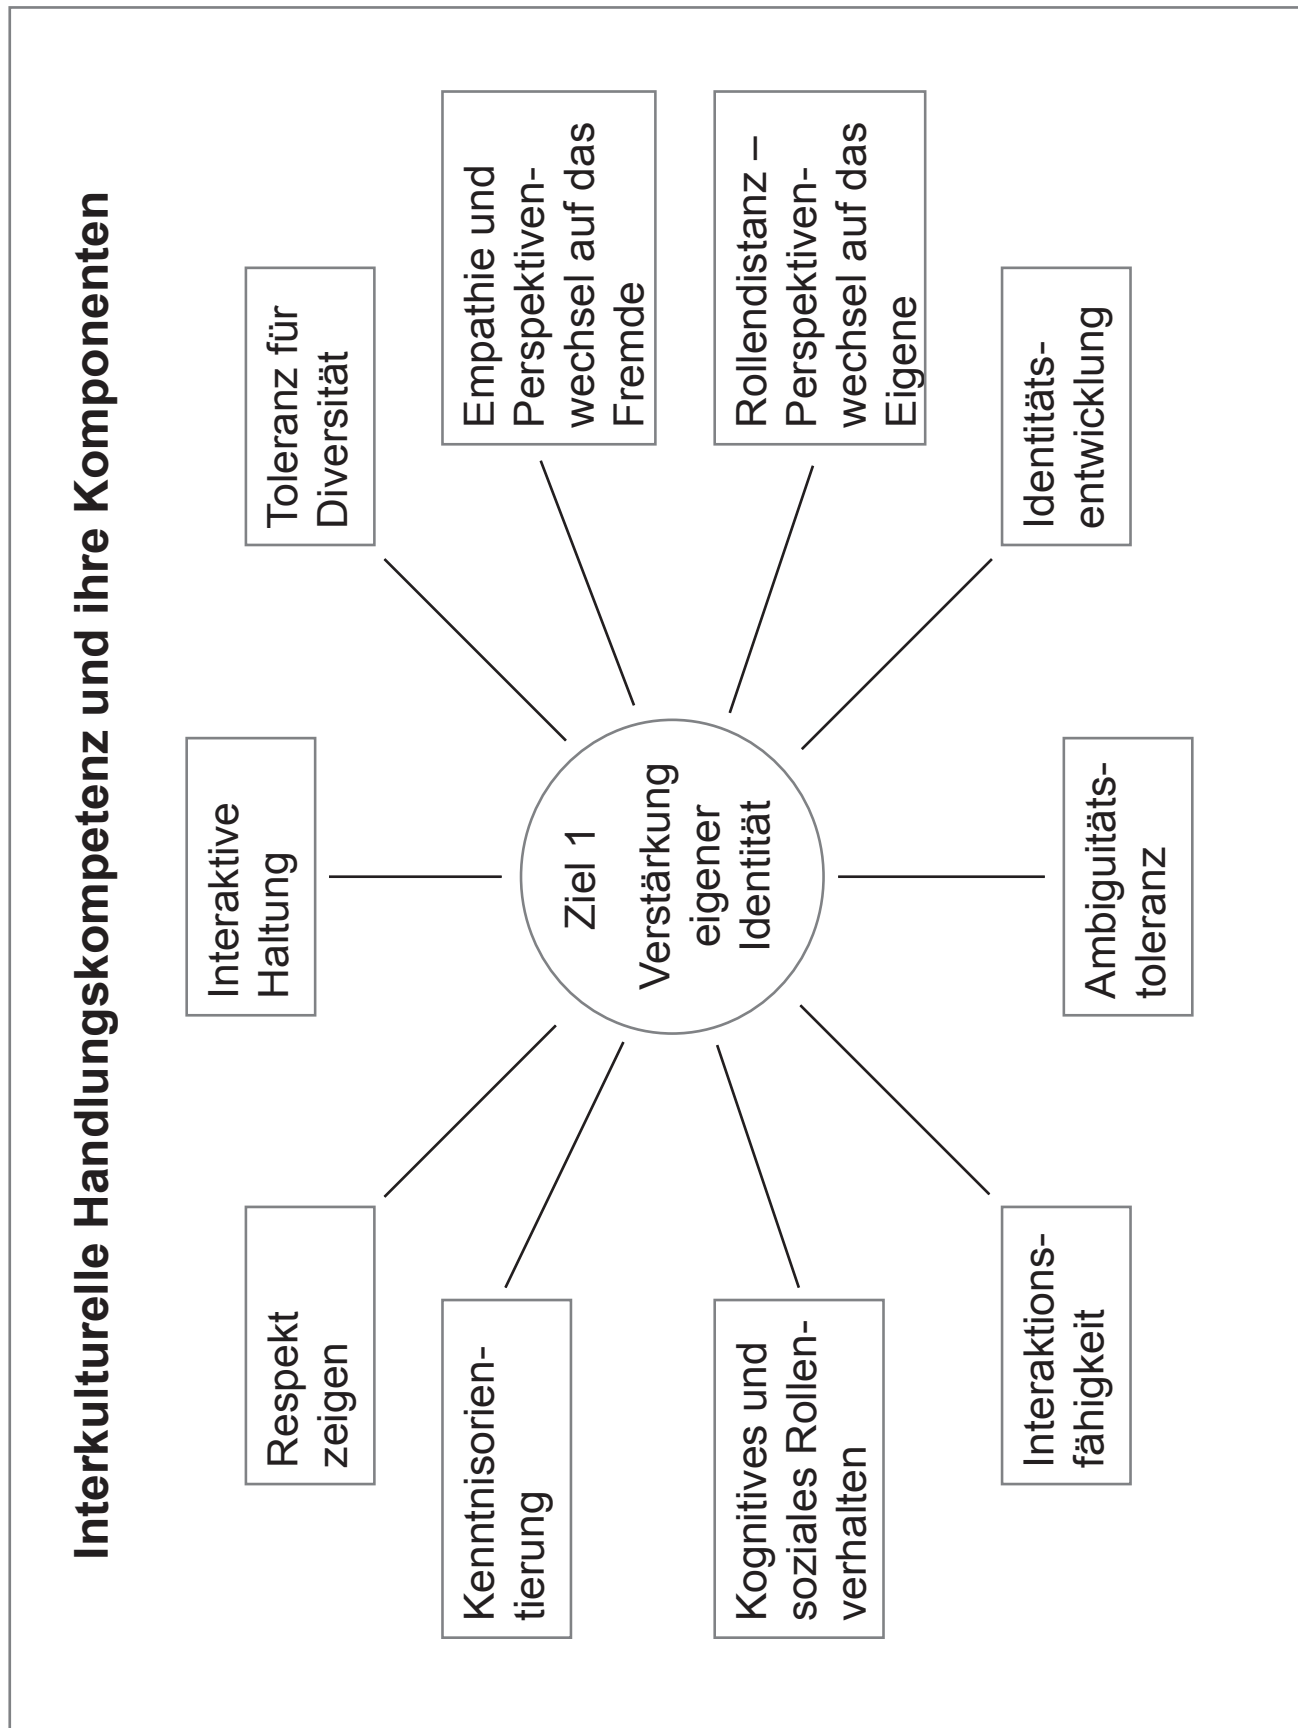 Interkulturelle Handlungskompetenz und ihre Komponenten
Interaktive
Haltung
Respekt
zeigen
Toleranz für
Diversität
Kenntnisorien-
tierung
Empathie und
Perspektiven-
wechsel auf das
Fremde
Ziel 1
Verstärkung
eigener
Identität
Kognitives und
soziales Rollen-
verhalten
Rollendistanz –
Perspektiven-
wechsel auf das
Eigene
Interaktions-
fähigkeit
Identitäts-
entwicklung
Ambiguitäts-
toleranz